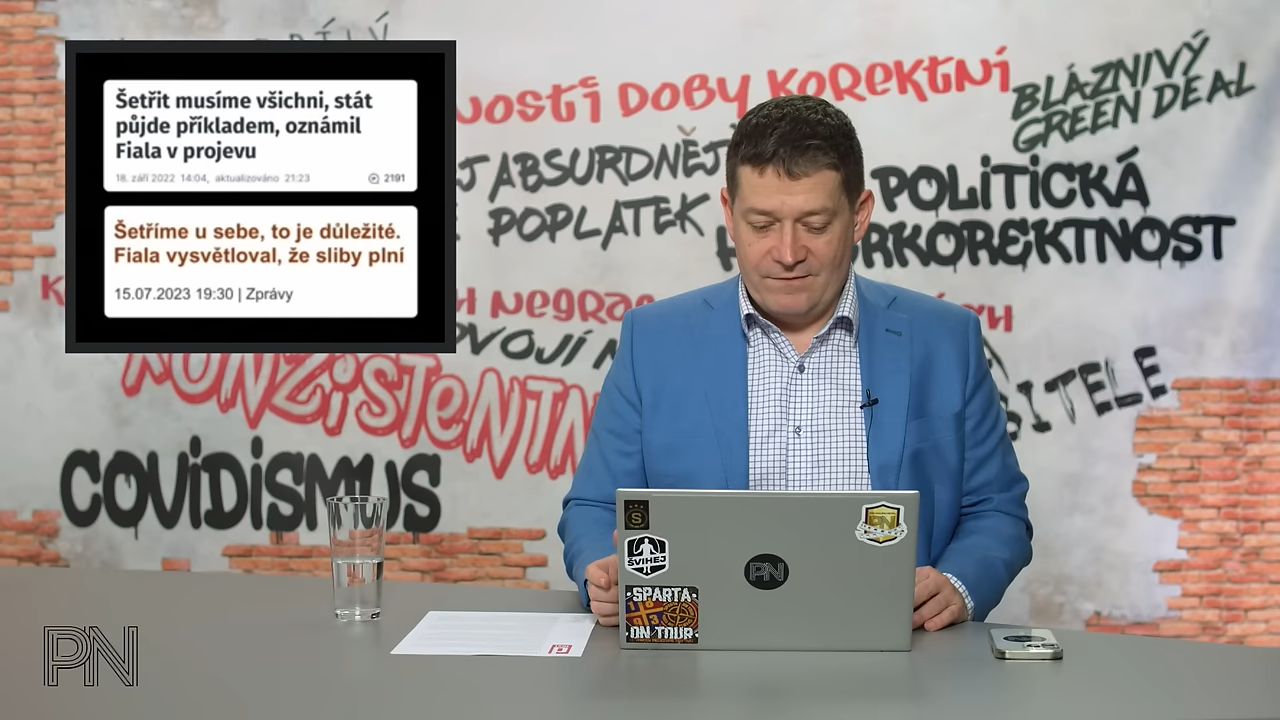 Šetřit musíme všichni, stát
půjde příkladem, oznámil
Fiala v projevu
18. září 2022 14:04, aktualizováno 21:23
2191
Šetříme u sebe, to je důležité.
Fiala vysvětloval, že sliby plní
15.07.2023 19:30 | Zprávy
DOBY KOREKTNÍ
BLÁZNIVÝ
GREEN DEAL
POPLATEK
POLITICKÁ
COVIDISMUS
S
PN
ŠVIHEJ
PN
SPARTA
ON TOUR
PN